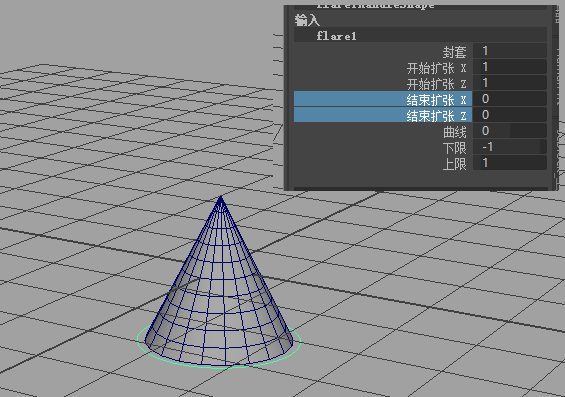 flare1HandleShape
输入
flare1
封套 1
开始扩张 X 1
开始扩张 Z 1
结束扩张 X 0
结束扩张 Z 0
曲线 0
下限 -1
上限 1